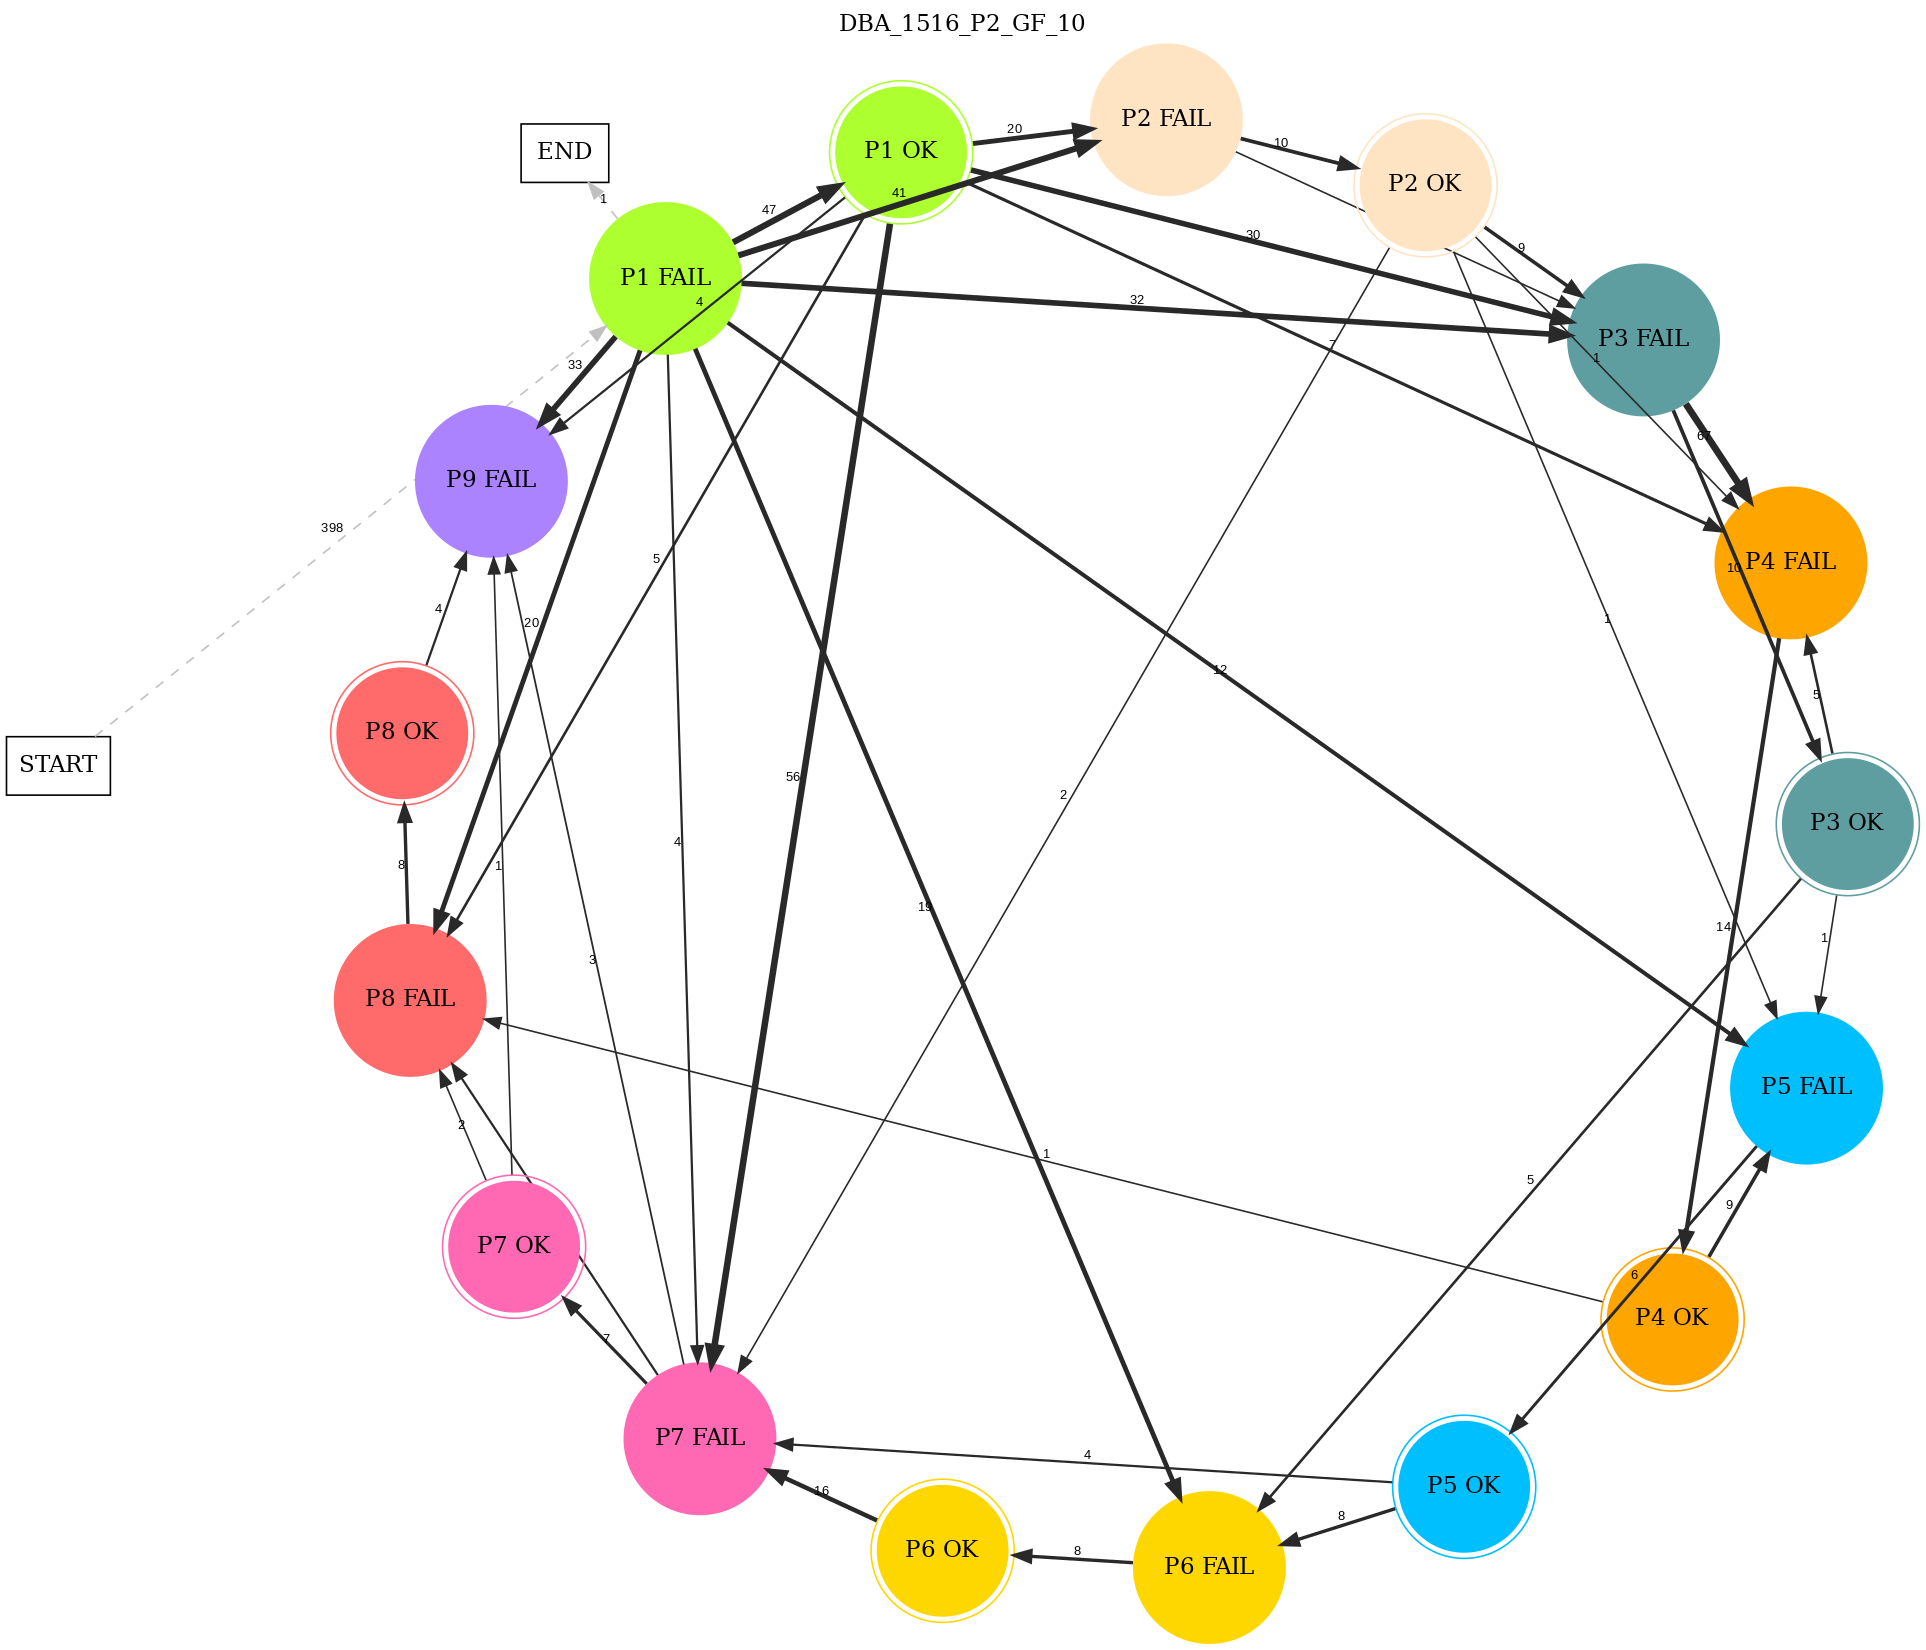 DBA_1516_P2_GF_10
P2 FAIL
P1 OK
END
20
10
P2 OK
1
41
47
30
9
P1 FAIL
4
32
7
1
P3 FAIL
33
67
P9 FAIL
398
5
10
P4 FAIL
4
20
12
1
5
P8 OK
START
56
2
P3 OK
4
8
1
19
14
1
3
P8 FAIL
P5 FAIL
2
1
5
9
P7 OK
6
7
P4 OK
P7 FAIL
4
P5 OK
16
8
8
P6 OK
P6 FAIL